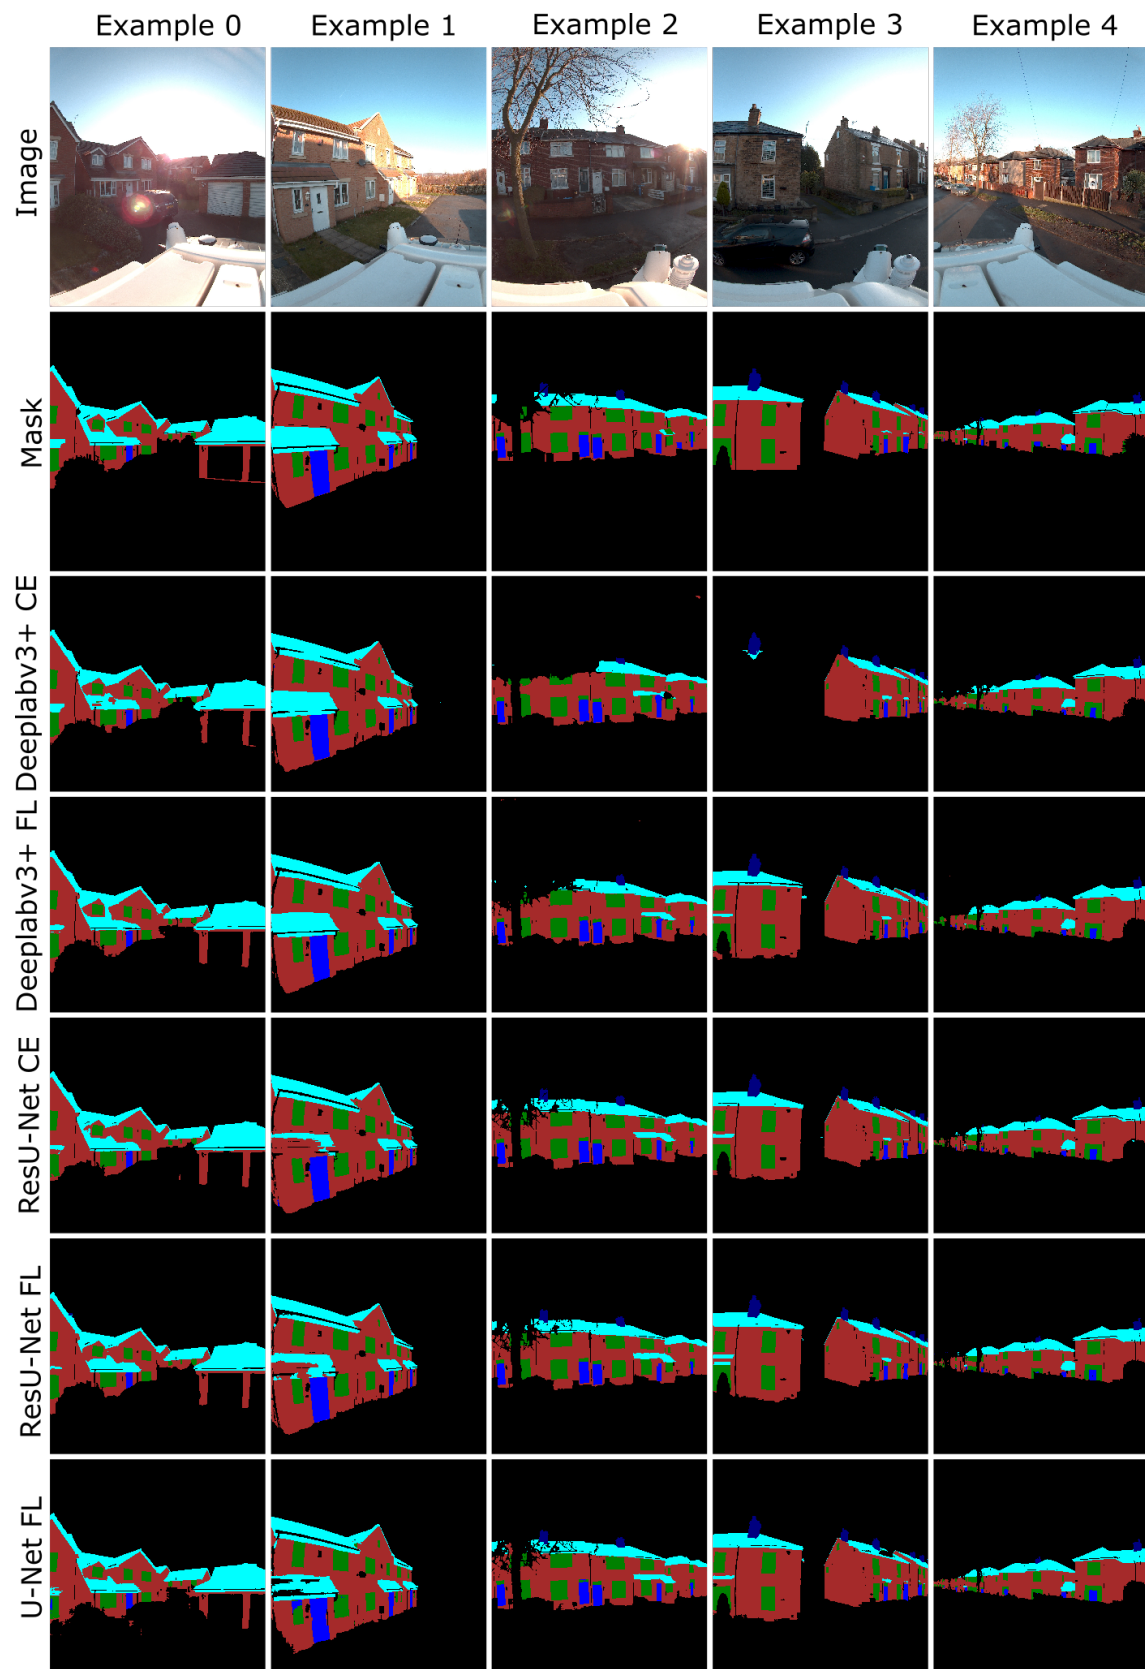 Example 0
Example 1
Example 2
Example 3
Example 4
Image
Mask
Deeplabv3+ CE
Deeplabv3+ FL
ResU-Net CE
ResU-Net FL
U-Net FL